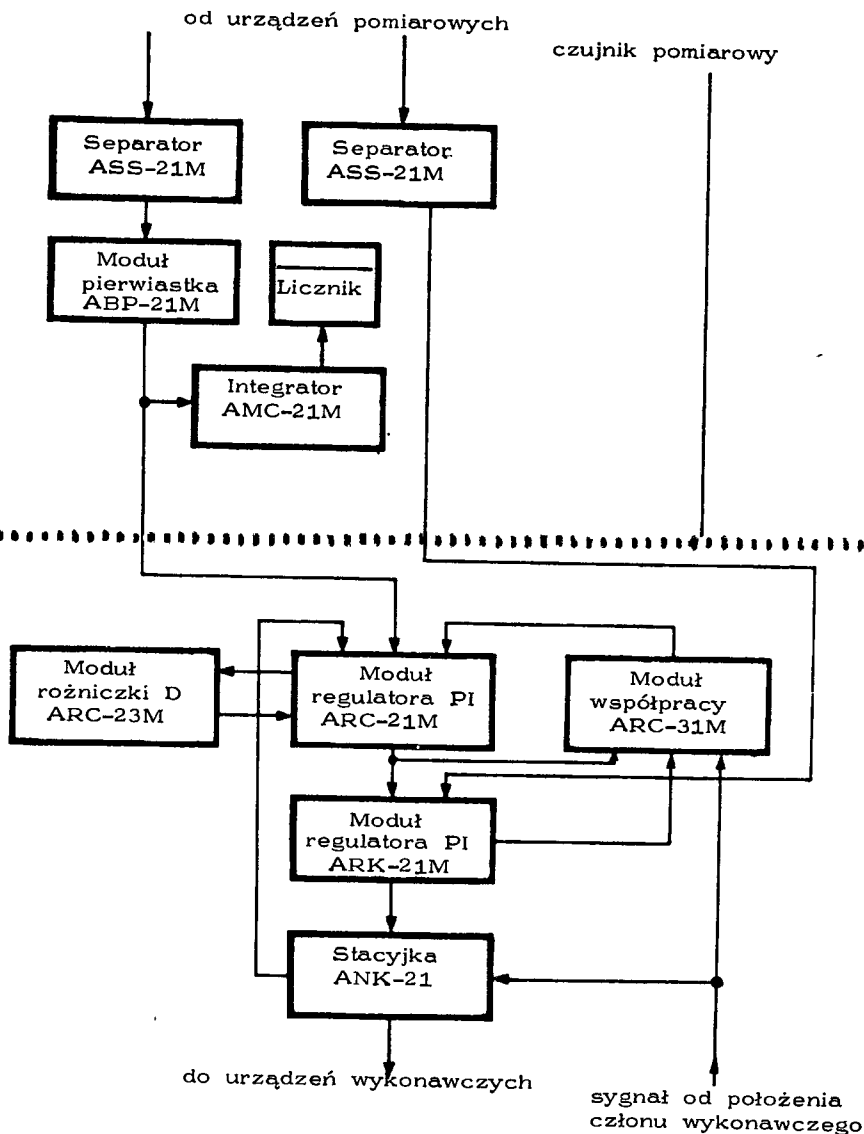 od urządzeń pomiarowych
czujnik pomiarowy
Separator
ASS-21M
Separator
ASS-21M
Moduł
pierwiastka
ABP-21M
Licznik
Integrator
AMC-21M
Moduł
rożniczki D
ARC-23M
Moduł
regulatora PI
ARC-21M
Moduł
współpracy
ARC-31M
Moduł
regulatora PI
ARK-21M
Stacyjka
ANK-21
do urządzeń wykonawczych
sygnał od położenia
członu wykonawczego